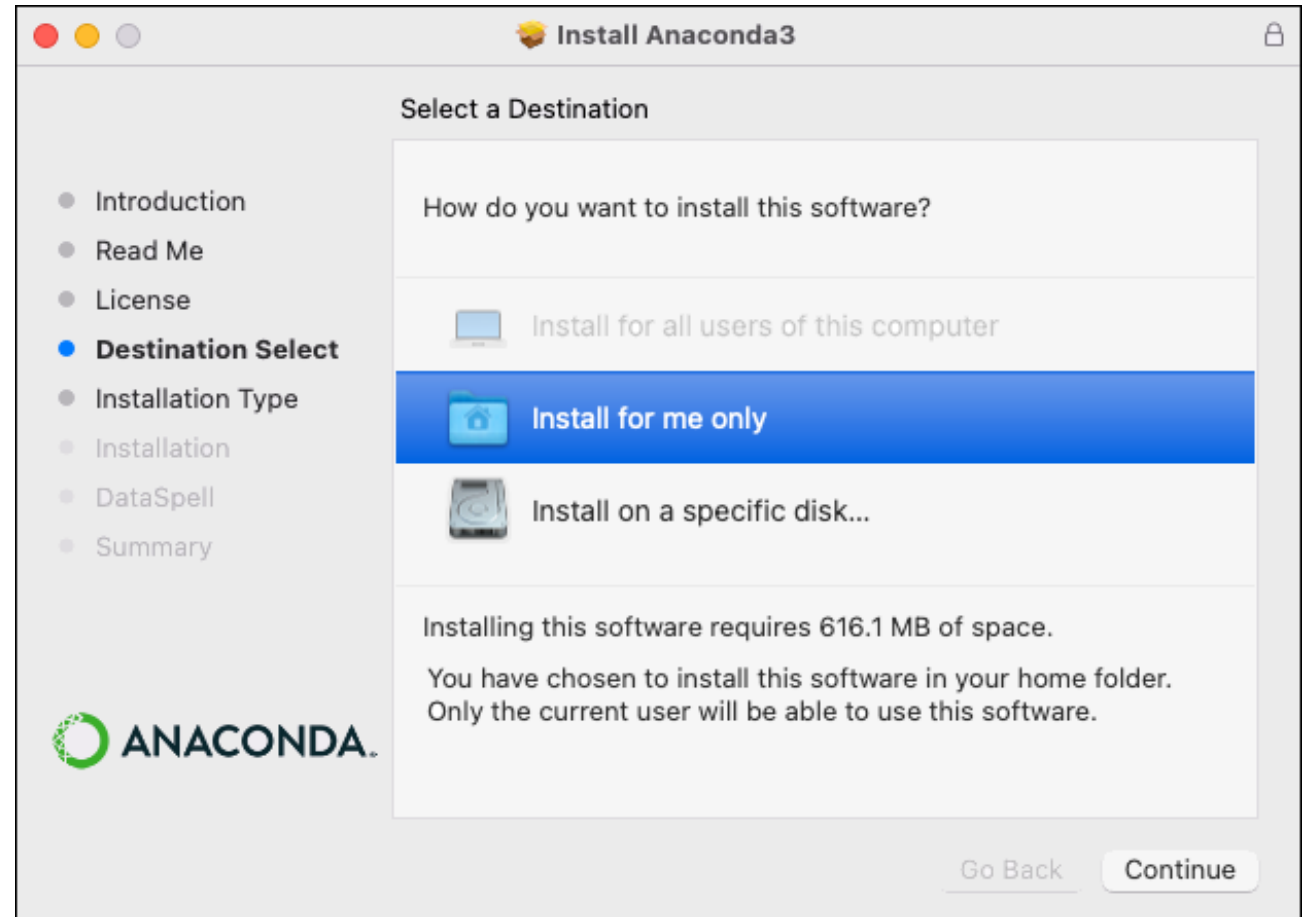 Install Anaconda3
Select a Destination
Introduction
Read Me
License
Destination Select
Installation Type
Installation
DataSpell
Summary
ANACONDA.
How do you want to install this software?
Install for all users of this computer
Install for me only
Install on a specific disk...
Installing this software requires 616.1 MB of space.
You have chosen to install this software in your home folder.
Only the current user will be able to use this software.
Go Back
Continue